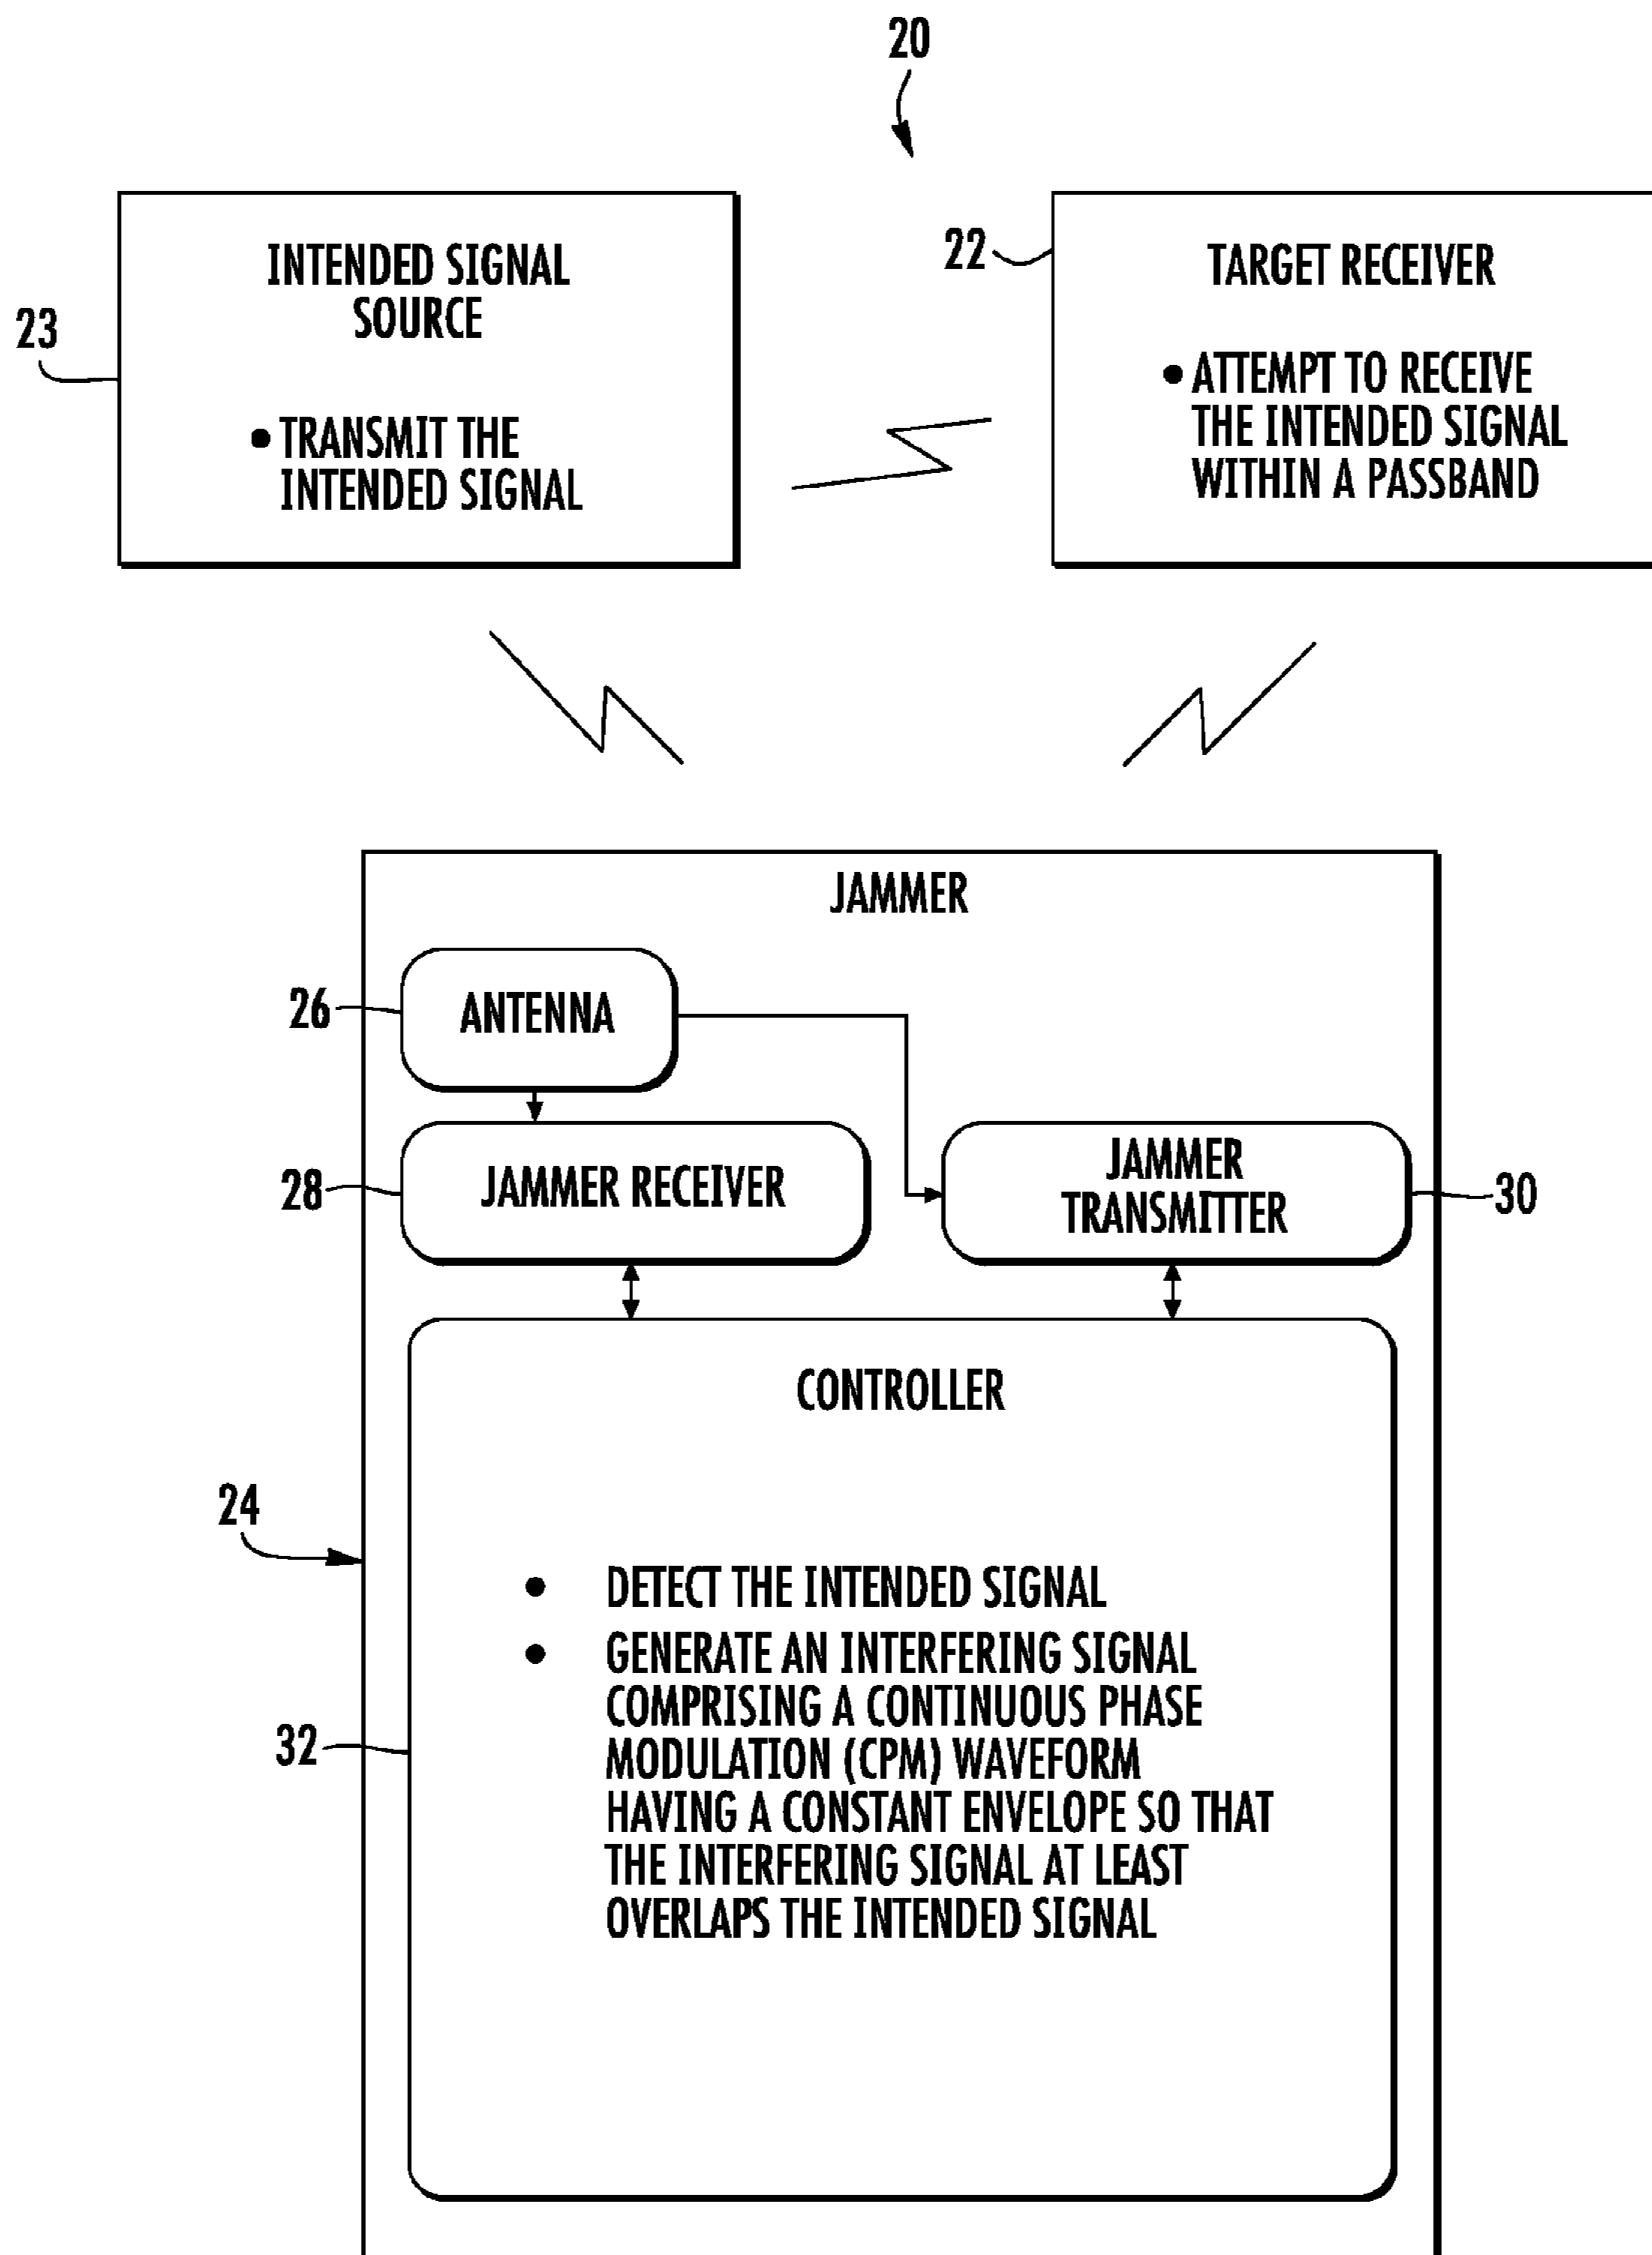 20
INTENDED SIGNAL
SOURCE
23
• TRANSMIT THE
INTENDED SIGNAL
22
TARGET RECEIVER
• ATTEMPT TO RECEIVE
THE INTENDED SIGNAL
WITHIN A PASSBAND
JAMMER
26
ANTENNA
28
JAMMER RECEIVER
JAMMER
TRANSMITTER
30
CONTROLLER
24
• DETECT THE INTENDED SIGNAL
• GENERATE AN INTERFERING SIGNAL
COMPRISING A CONTINUOUS PHASE
MODULATION (CPM) WAVEFORM
HAVING A CONSTANT ENVELOPE SO THAT
THE INTERFERING SIGNAL AT LEAST
OVERLAPS THE INTENDED SIGNAL
32